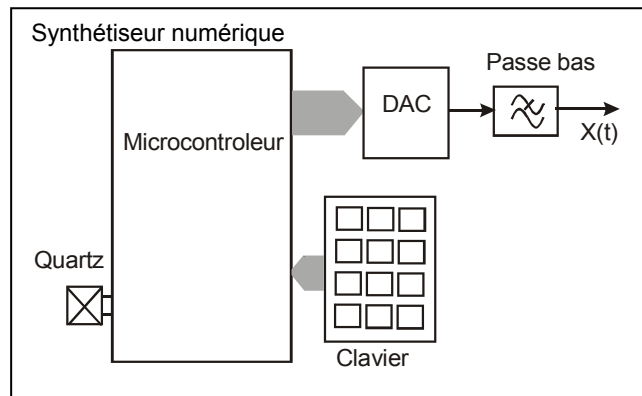 Synthétiseur numérique
Passe bas
DAC
Microcontroleur
X(t)
Quartz
Clavier